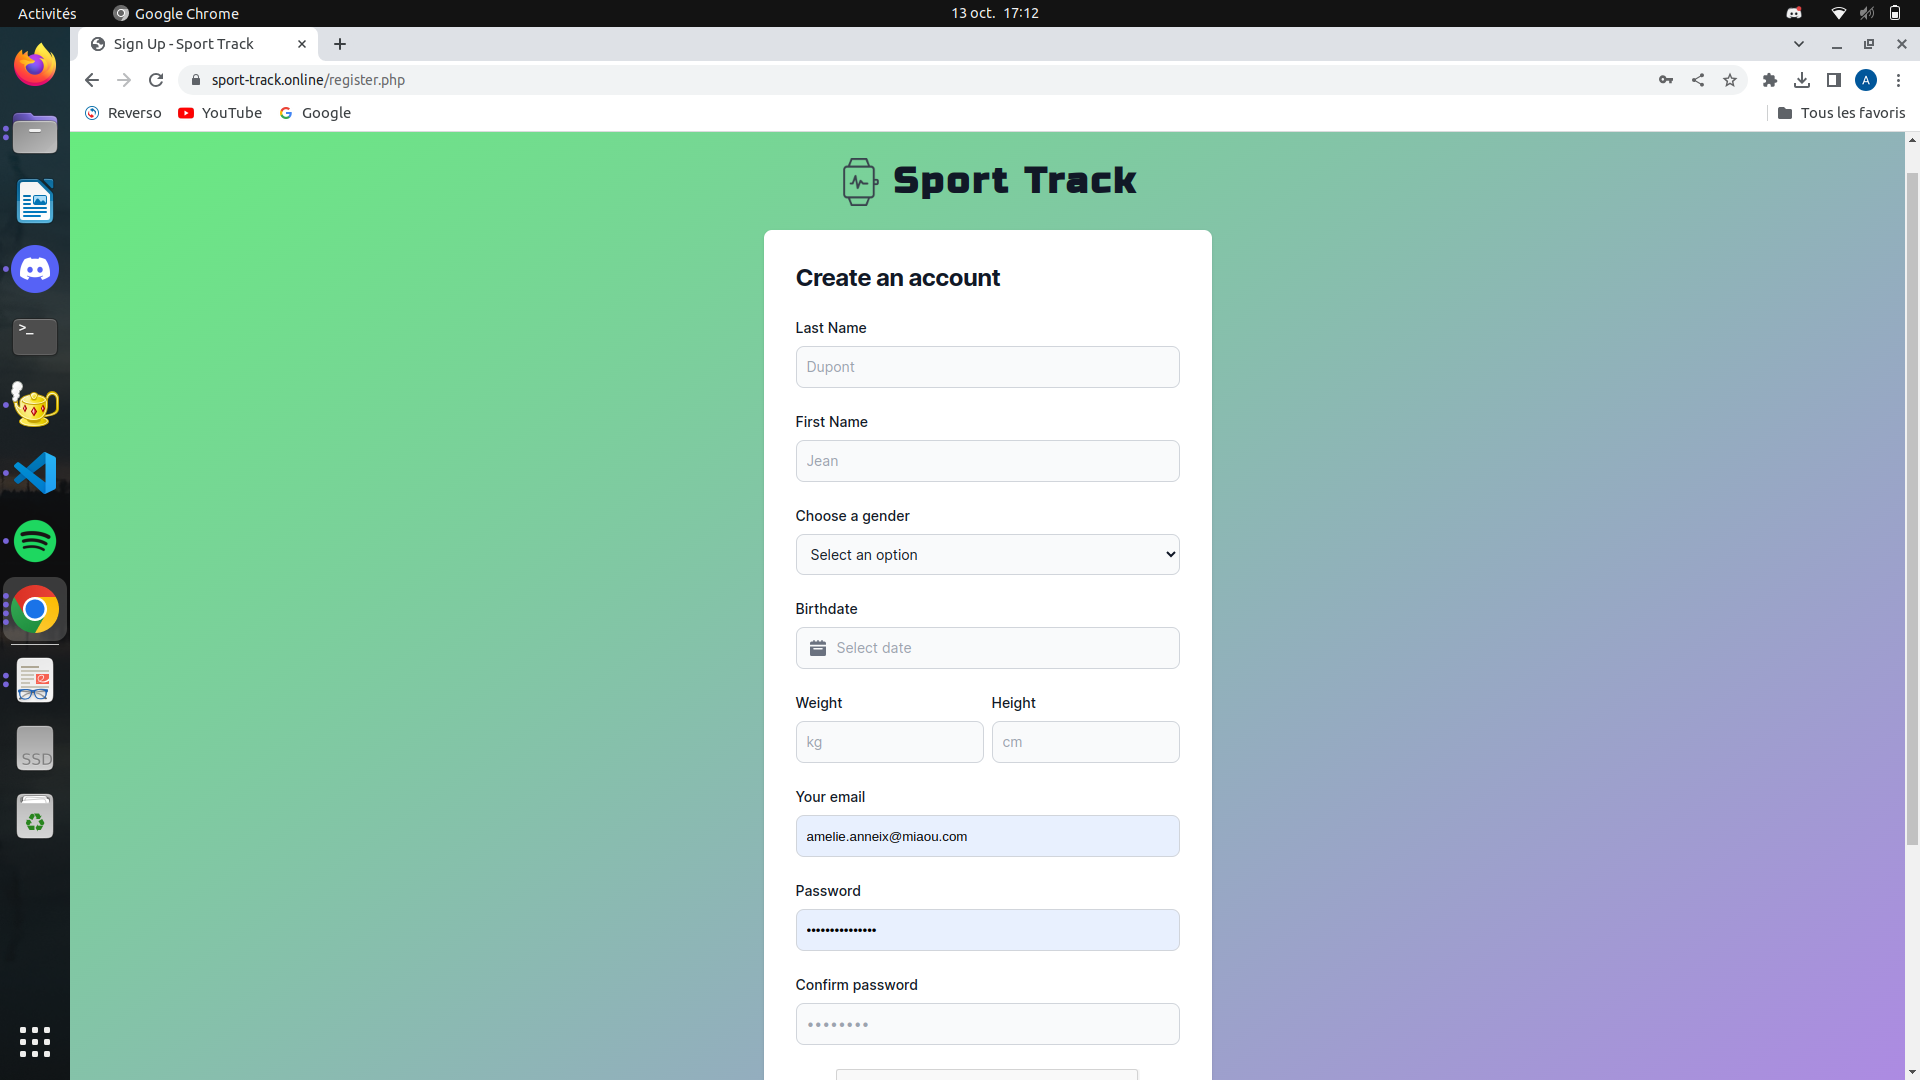 Activités
Google Chrome
13 oct. 17:12
Sign Up - Sport Track
sport-track.online/register.php
A
Reverso
YouTube
Google
Tous les favoris
Sport Track
Create an account
Last Name
Dupont
First Name
Jean
Choose a gender
Select an option
Birthdate
Select date
Weight
Height
kg
cm
Your email
amelie.anneix@miaou.com
Password
•••••••••••••••
Confirm password
••••••••
>_
SSD